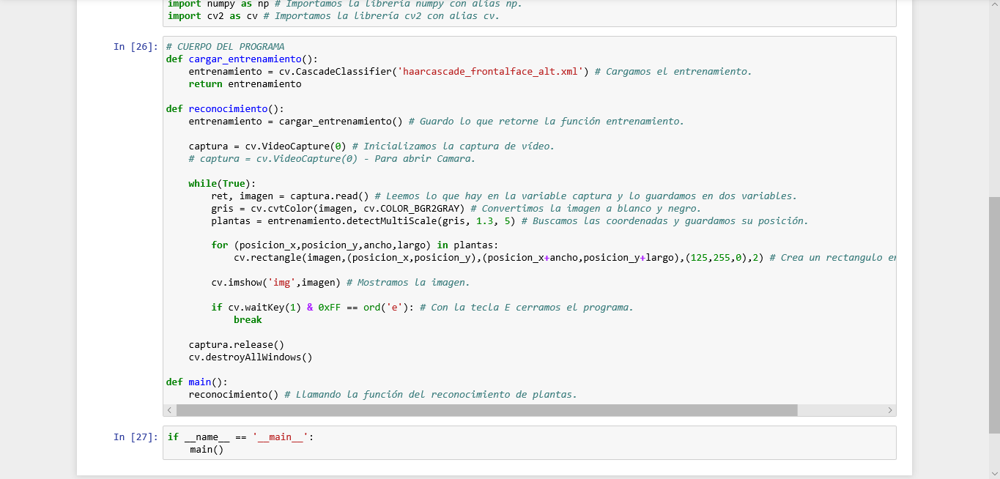 import numpy as np # Importamos la librería numpy con alias np.
import cv2 as cv # Importamos la librería cv2 con alias cv.
In [26]:
# CUERPO DEL PROGRAMA
def cargar_entrenamiento():
    entrenamiento = cv.CascadeClassifier('haarcascade_frontalface_alt.xml') # Cargamos el entrenamiento.
    return entrenamiento
def reconocimiento():
    entrenamiento = cargar_entrenamiento() # Guardo lo que retorne la función entrenamiento.
    captura = cv.VideoCapture(0) # Inicializamos la captura de vídeo.
    # captura = cv.VideoCapture(0) - Para abrir Camara.
    while(True):
        ret, imagen = captura.read() # Leemos lo que hay en la variable captura y lo guardamos en dos variables.
        gris = cv.cvtColor(imagen, cv.COLOR_BGR2GRAY) # Convertimos la imagen a blanco y negro.
        plantas = entrenamiento.detectMultiScale(gris, 1.3, 5) # Buscamos las coordenadas y guardamos su posición.
        for (posicion_x,posicion_y,ancho,largo) in plantas:
            cv.rectangle(imagen,(posicion_x,posicion_y),(posicion_x+ancho,posicion_y+largo),(125,255,0),2) # Crea un rectangulo
        cv.imshow('img',imagen) # Mostramos la imagen.
        if cv.waitKey(1) & 0xFF == ord('e'): # Con la tecla E cerramos el programa.
            break
    captura.release()
    cv.destroyAllWindows()
def main():
    reconocimiento() # Llamando la función del reconocimiento de plantas.
In [27]:
if __name__ == '__main__':
    main()